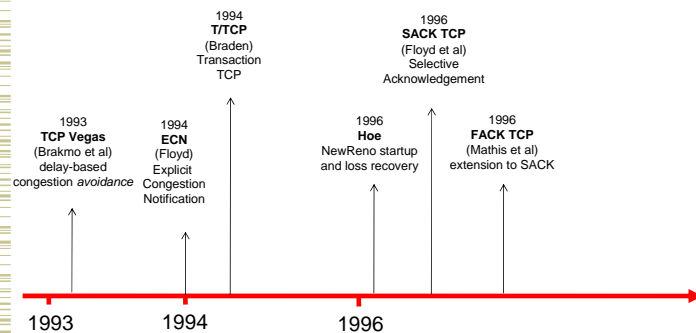 1994
T/TCP
(Braden)
Transaction
TCP
1996
SACK TCP
(Floyd et al)
Selective
Acknowledgement
1993
TCP Vegas
(Brakmo et al)
delay-based
congestion avoidance
1994
ECN
(Floyd)
Explicit
Congestion
Notification
1996
Hoe
NewReno startup
and loss recovery
1996
FACK TCP
(Mathis et al)
extension to SACK
1993
1994
1996